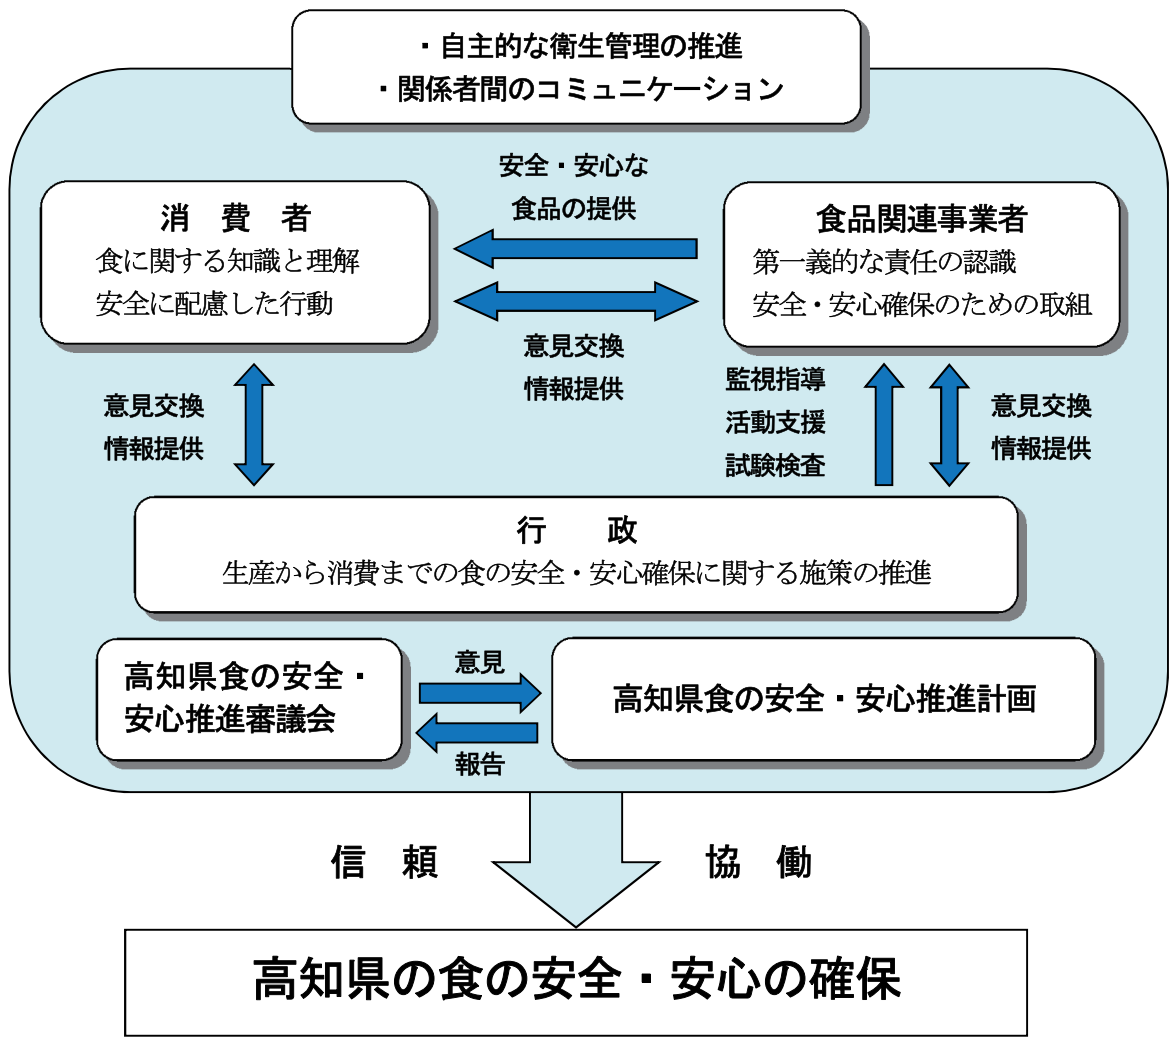 ・自主的な衛生管理の推進
・関係者間のコミュニケーション
安全・安心な
食品の提供
消　費　者
食に関する知識と理解
安全に配慮した行動
食品関連事業者
第一義的な責任の認識
安全・安心確保のための取組
意見交換
情報提供
意見交換
情報提供
監視指導
活動支援
試験検査
意見交換
情報提供
行　　政
生産から消費までの食の安全・安心確保に関する施策の推進
高知県食の安全・
安心推進審議会
意見
報告
高知県食の安全・安心推進計画
信　頼
協　働
高知県の食の安全・安心の確保